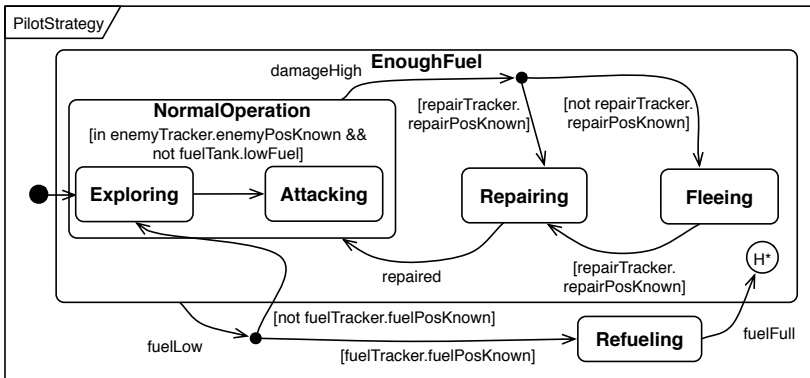 PilotStrategy
EnoughFuel
damageHigh
NormalOperation
[in enemyTracker.enemyPosKnown &&
not fuelTank.lowFuel]
[repairTracker.
repairPosKnown]
[not repairTracker.
repairPosKnown]
Exploring
Attacking
Repairing
Fleeing
repaired
[repairTracker.
repairPosKnown]
H*
[not fuelTracker.fuelPosKnown]
fuelLow
[fuelTracker.fuelPosKnown]
Refueling
fuelFull